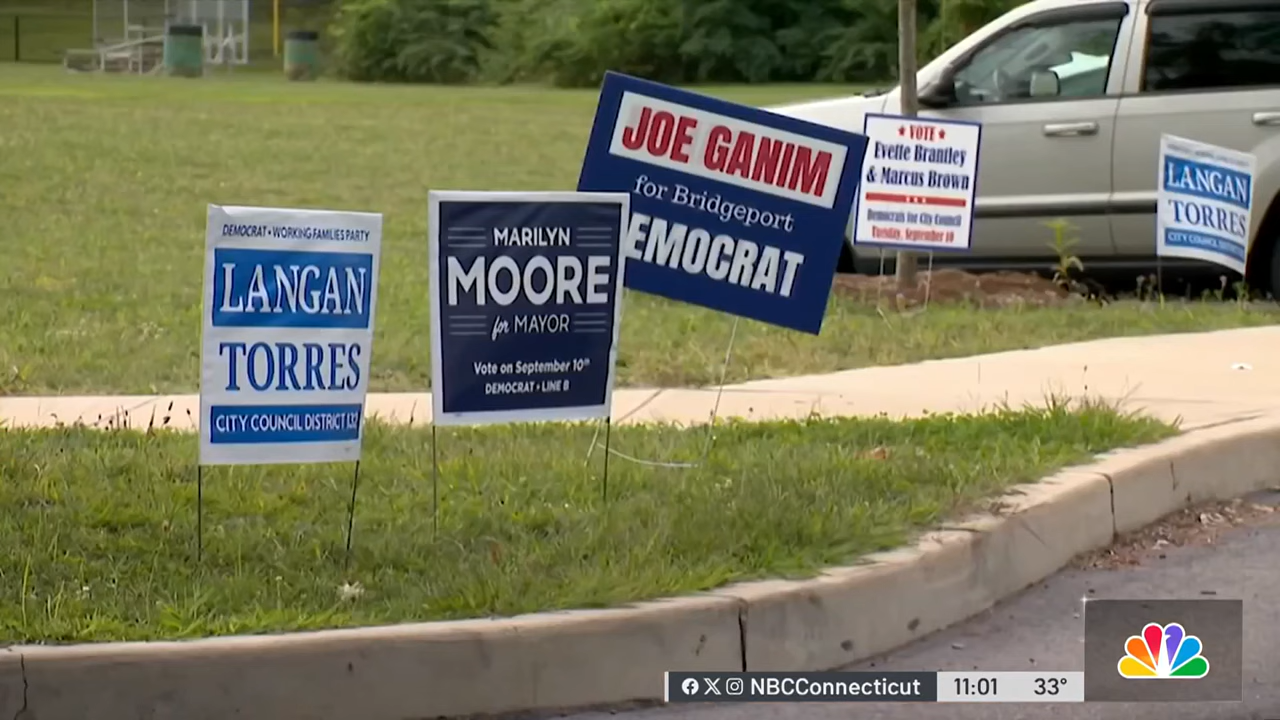 DEMOCRAT • WORKING FAMILIES PARTY
LANGAN
TORRES
CITY COUNCIL DISTRICT 132
MARILYN
MOORE
for MAYOR
Vote on September 10th
DEMOCRAT • LINE B
JOE GANIM
for Bridgeport
EMOCRAT
★ VOTE ★
Evette Brantley
& Marcus Brown
Democrats for City Council
Tuesday, September 10
LANGAN
TORRES
CITY COUNCIL DISTRICT
NBCConnecticut
11:01 33°